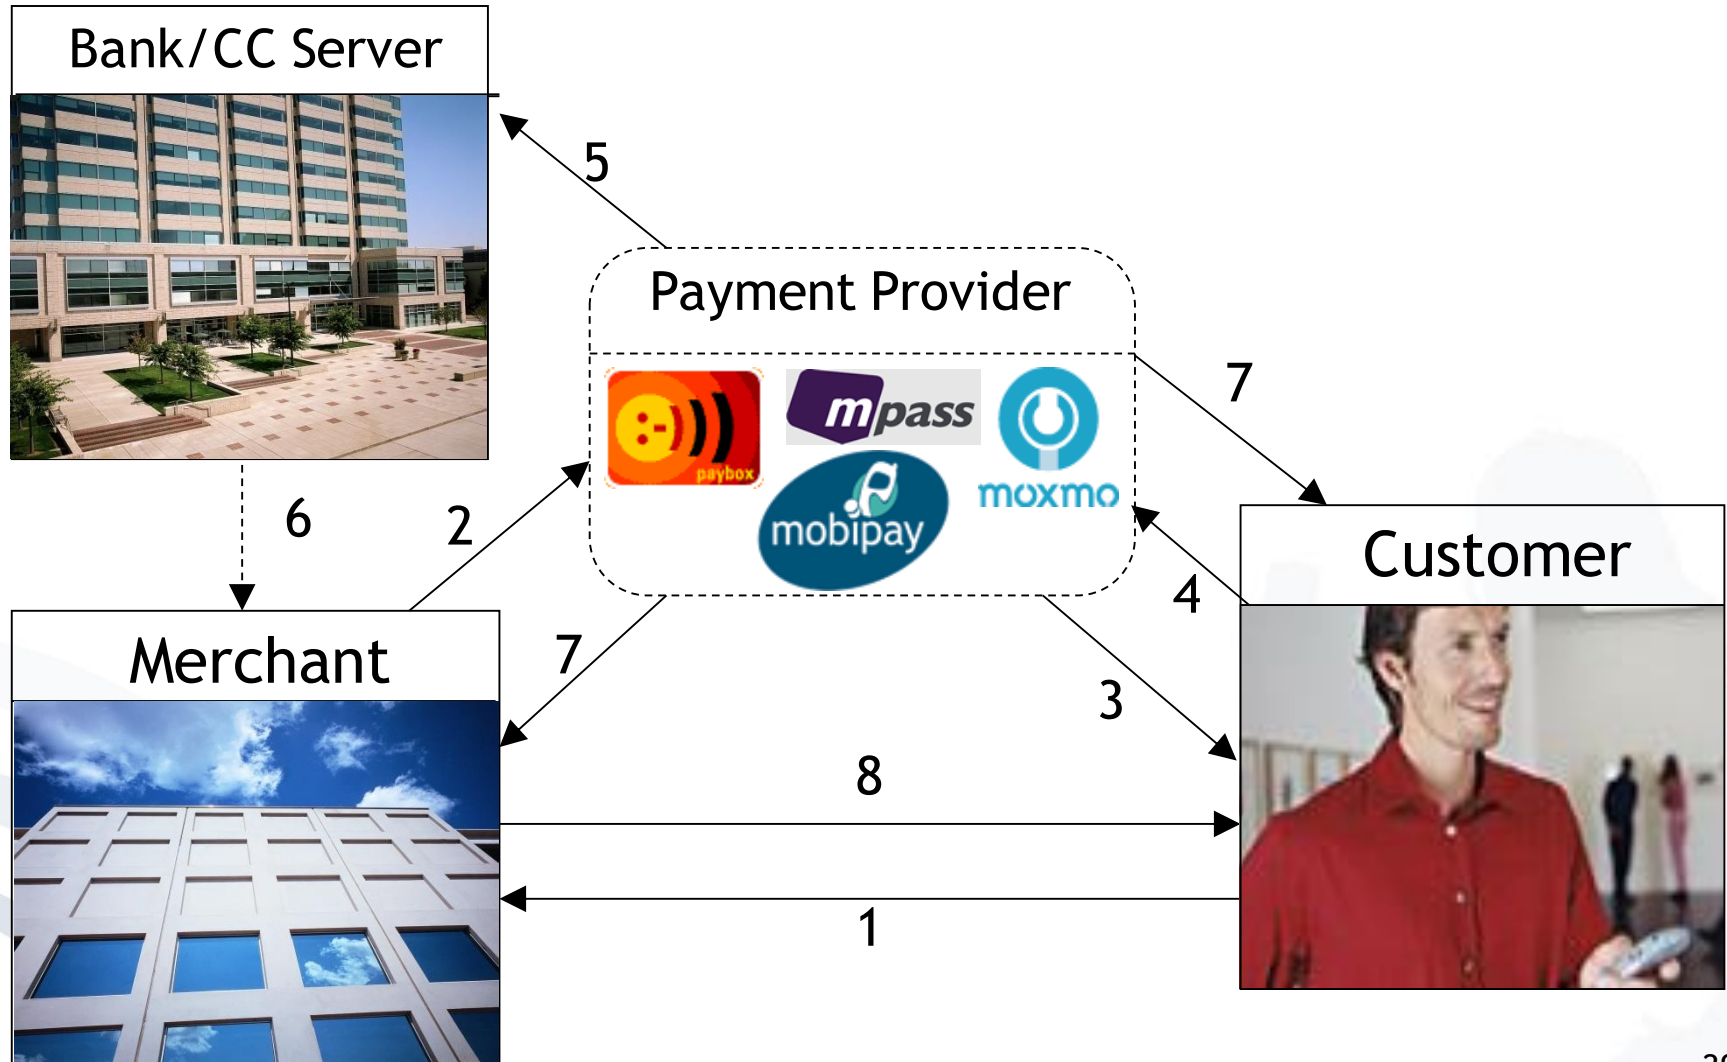 Bank/CC Server
5
Payment Provider
7
mpass
paybox
moxmo
mobipay
6
2
Customer
4
Merchant
7
3
8
1